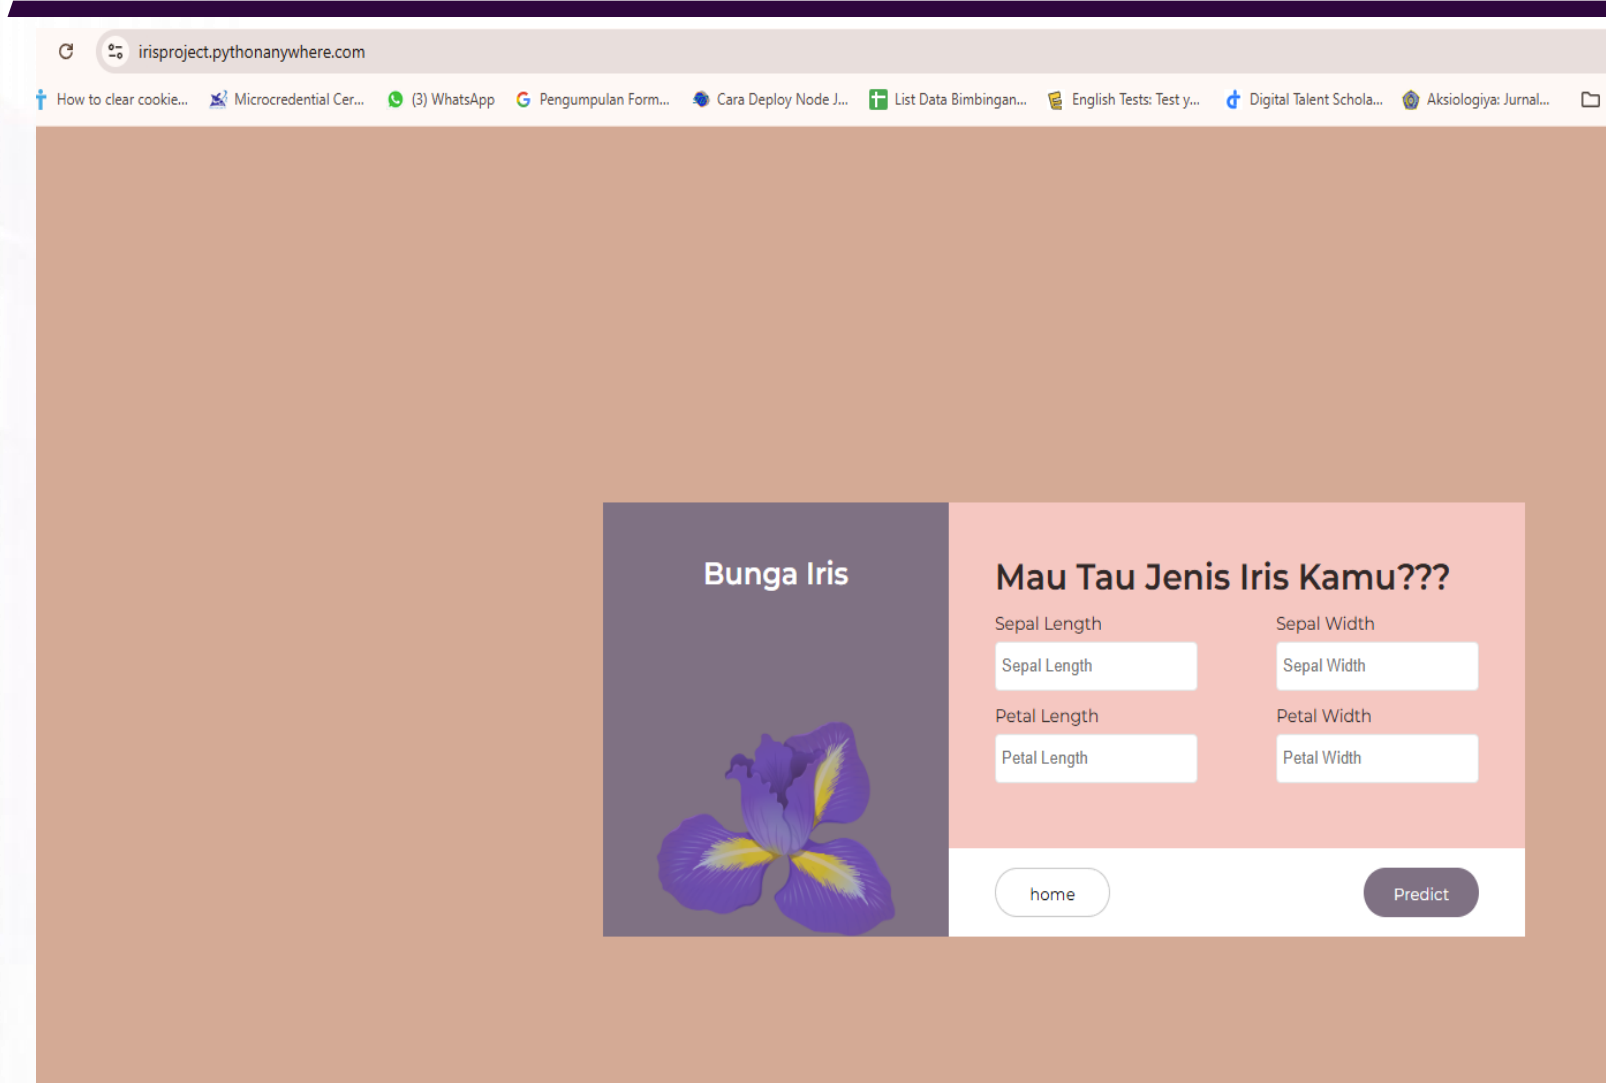 irisproject.pythonanywhere.com
How to clear cookie... Microcredential Cer... (3) WhatsApp Pengumpulan Form... Cara Deploy Node J... List Data Bimbingan... English Tests: Test y... Digital Talent Schola... Aksiologiya: Jurnal...
Bunga Iris
Mau Tau Jenis Iris Kamu???
Sepal Length Sepal Width
Sepal Length Sepal Width
Petal Length Petal Width
Petal Length Petal Width
home Predict